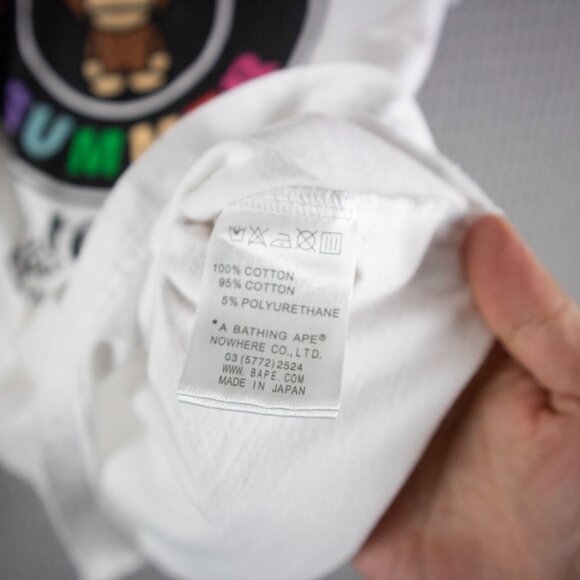 100% COTTON
95% COTTON
5% POLYURETHANE
*A BATHING APE®
NOWHERE CO., LTD.
03 (5772) 2524
WWW. BAPE.COM
MADE IN JAPAN